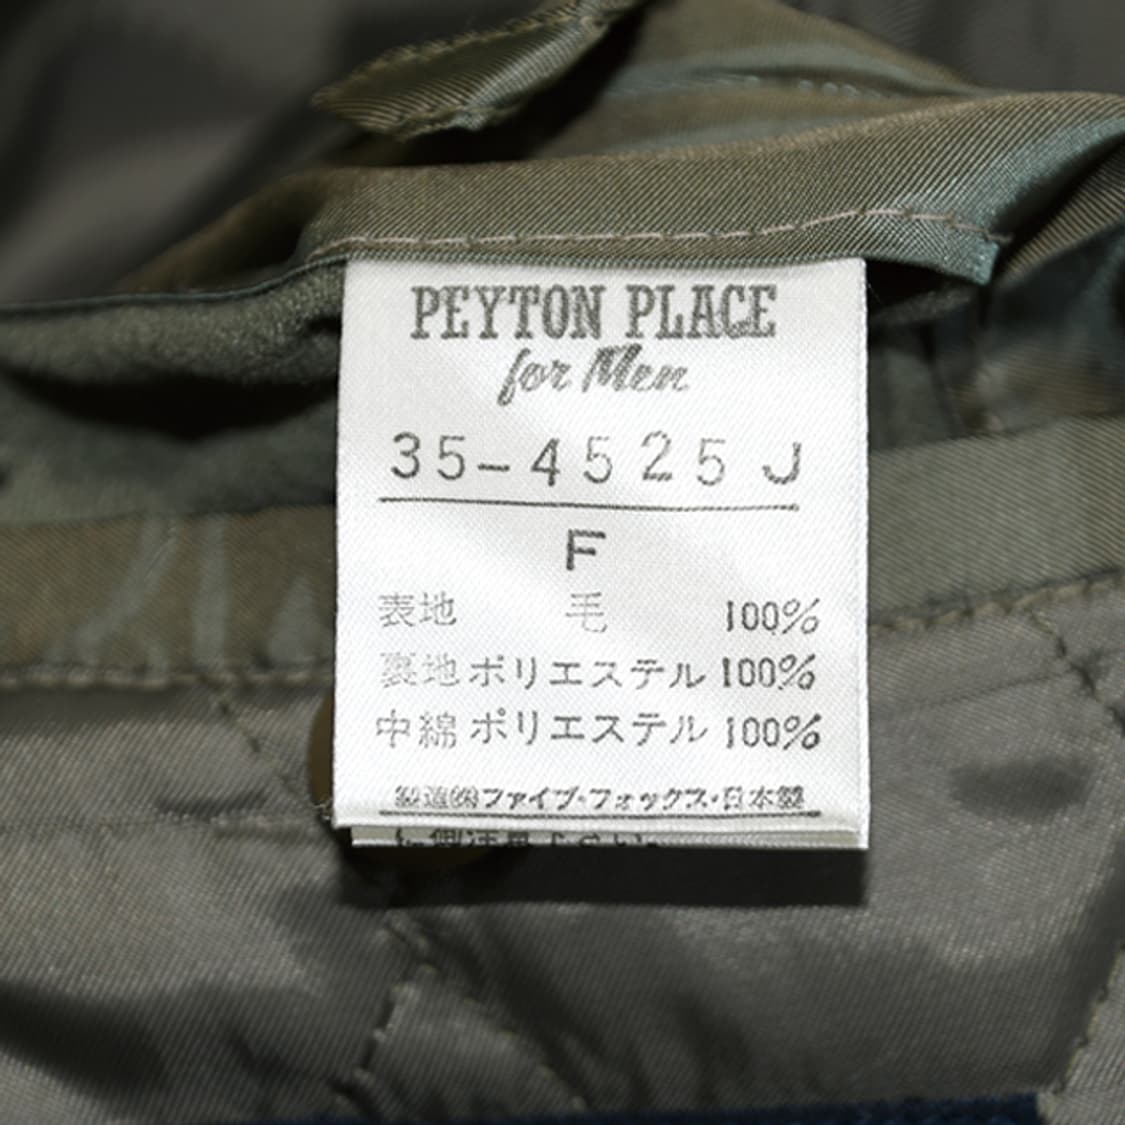 PEYTON PLACE
for Men
35-4525 J
F
表地 毛 100%
裏地 ポリエステル 100%
中綿 ポリエステル 100%
製造㈱ファイブ・フォックス・日本製